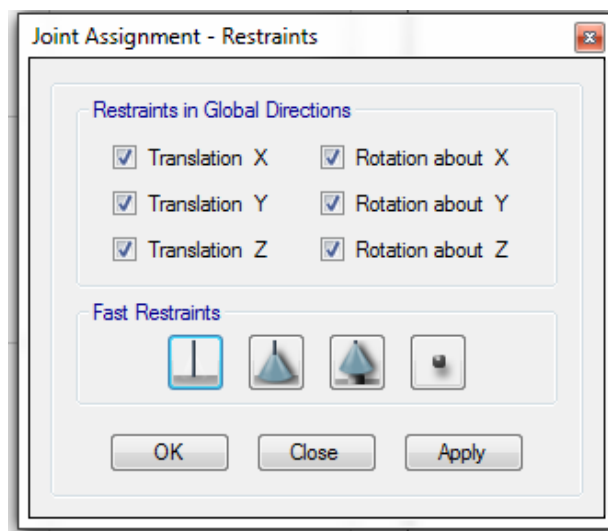 Joint Assignment - Restraints
Restraints in Global Directions
Translation X Rotation about X
Translation Y Rotation about Y
Translation Z Rotation about Z
Fast Restraints
OK Close Apply